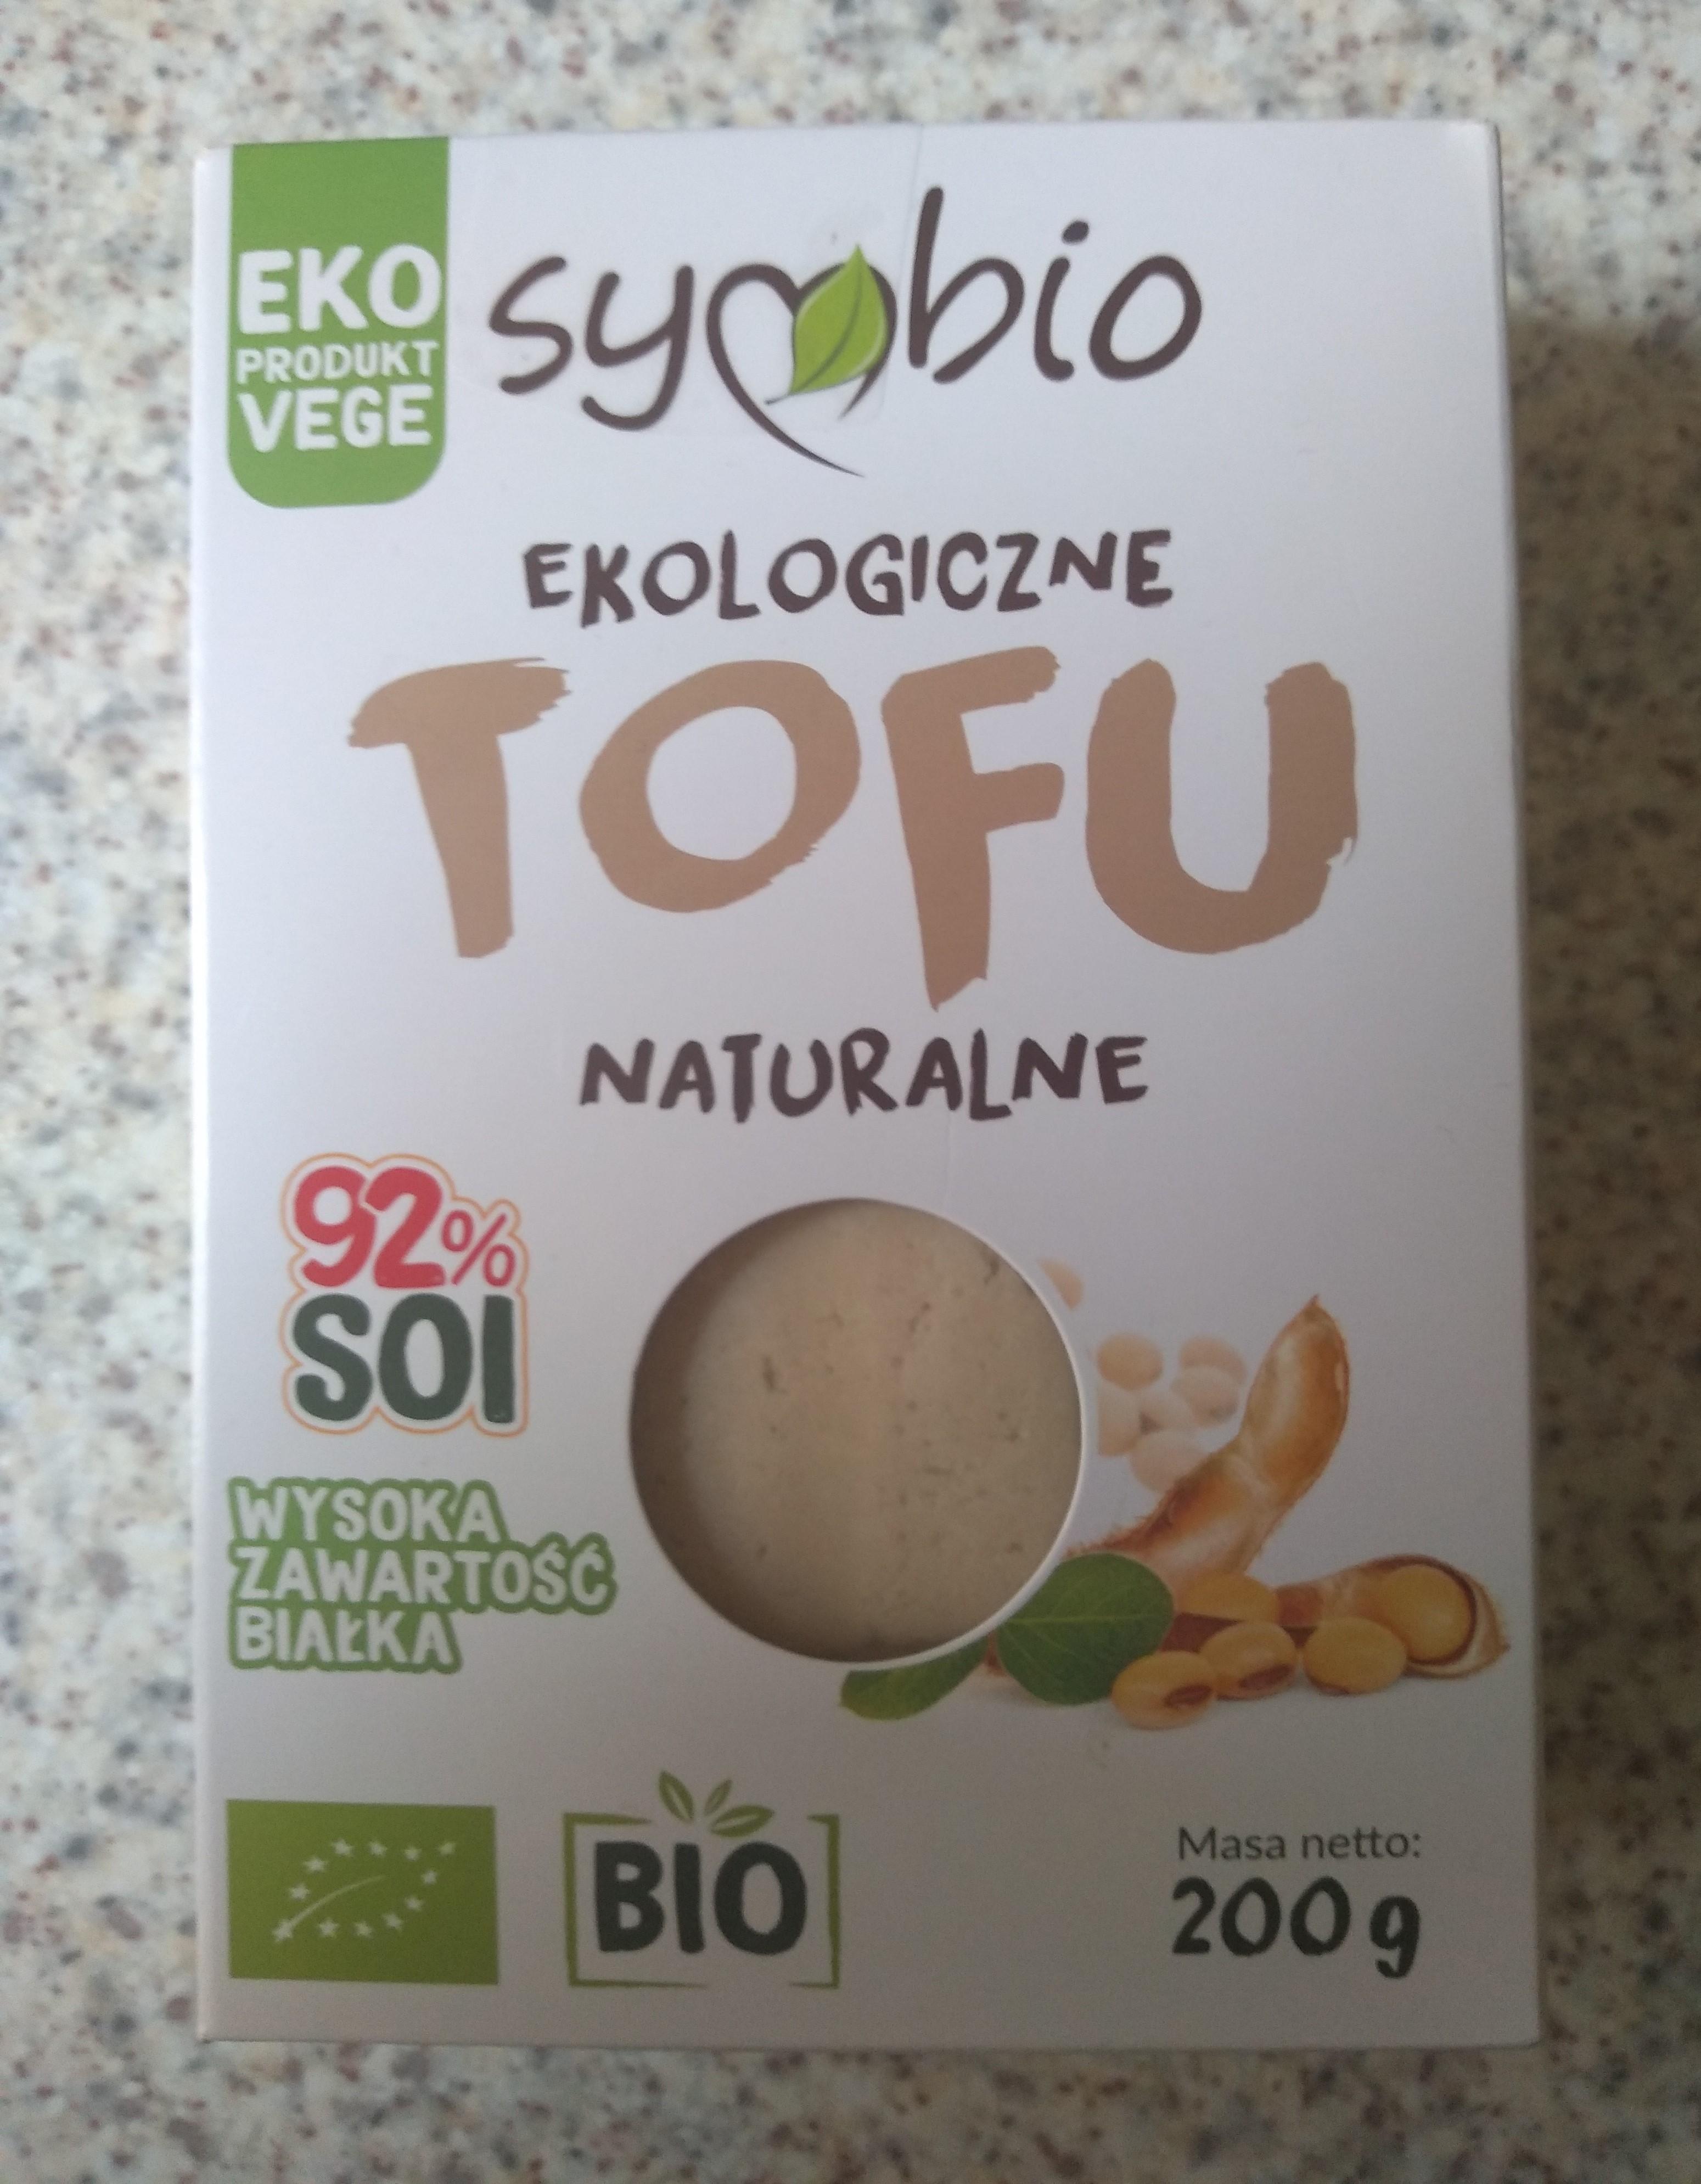 EKO
PRODUKT
VEGE
symbio
EKOLOGICZNE
TOFU
NATURALNE
92%
SOI
WYSOKA
ZAWARTOŚĆ
BIAŁKA
BIO
Masa netto:
200 g